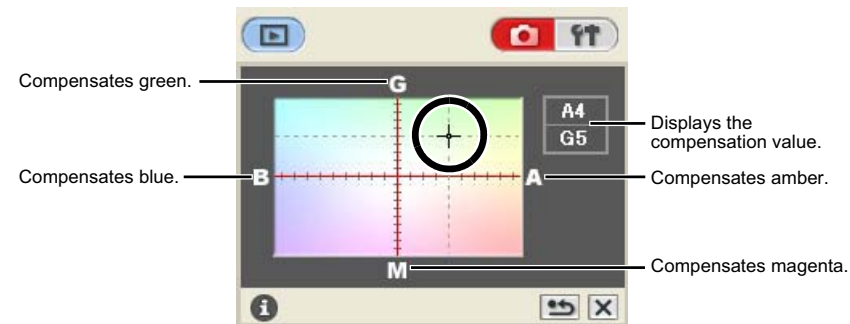 Compensates green.
G
A4
G5
Displays the
compensation value.
Compensates blue.
B
A
Compensates amber.
M
Compensates magenta.